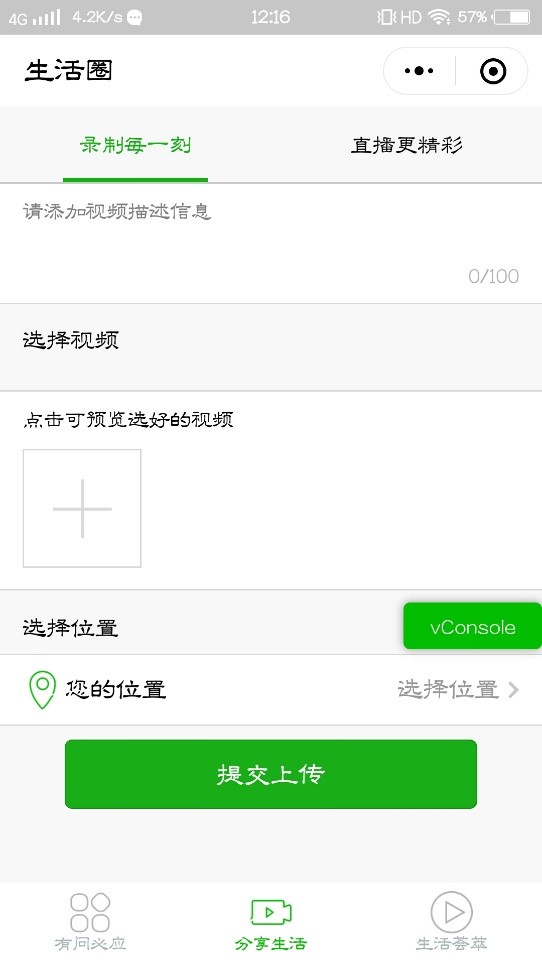 4G 4.2K/s 12:16 HD 57%
生活圈
录制每一刻 直播更精彩
请添加视频描述信息
0/100
选择视频
点击可预览选好的视频
选择位置 vConsole
您的位置 选择位置
提交上传
有问必应 分享生活 生活荟萃